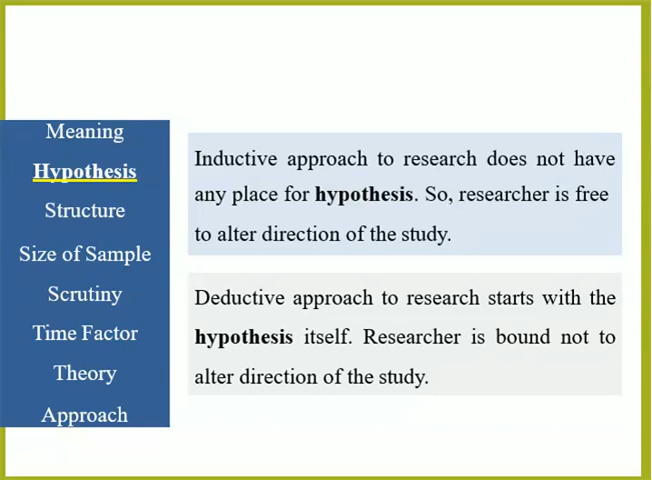 Meaning
Hypothesis
Structure
Size of Sample
Scrutiny
Time Factor
Theory
Approach
Inductive approach to research does not have
any place for hypothesis. So, researcher is free
to alter direction of the study.
Deductive approach to research starts with the
hypothesis itself. Researcher is bound not to
alter direction of the study.